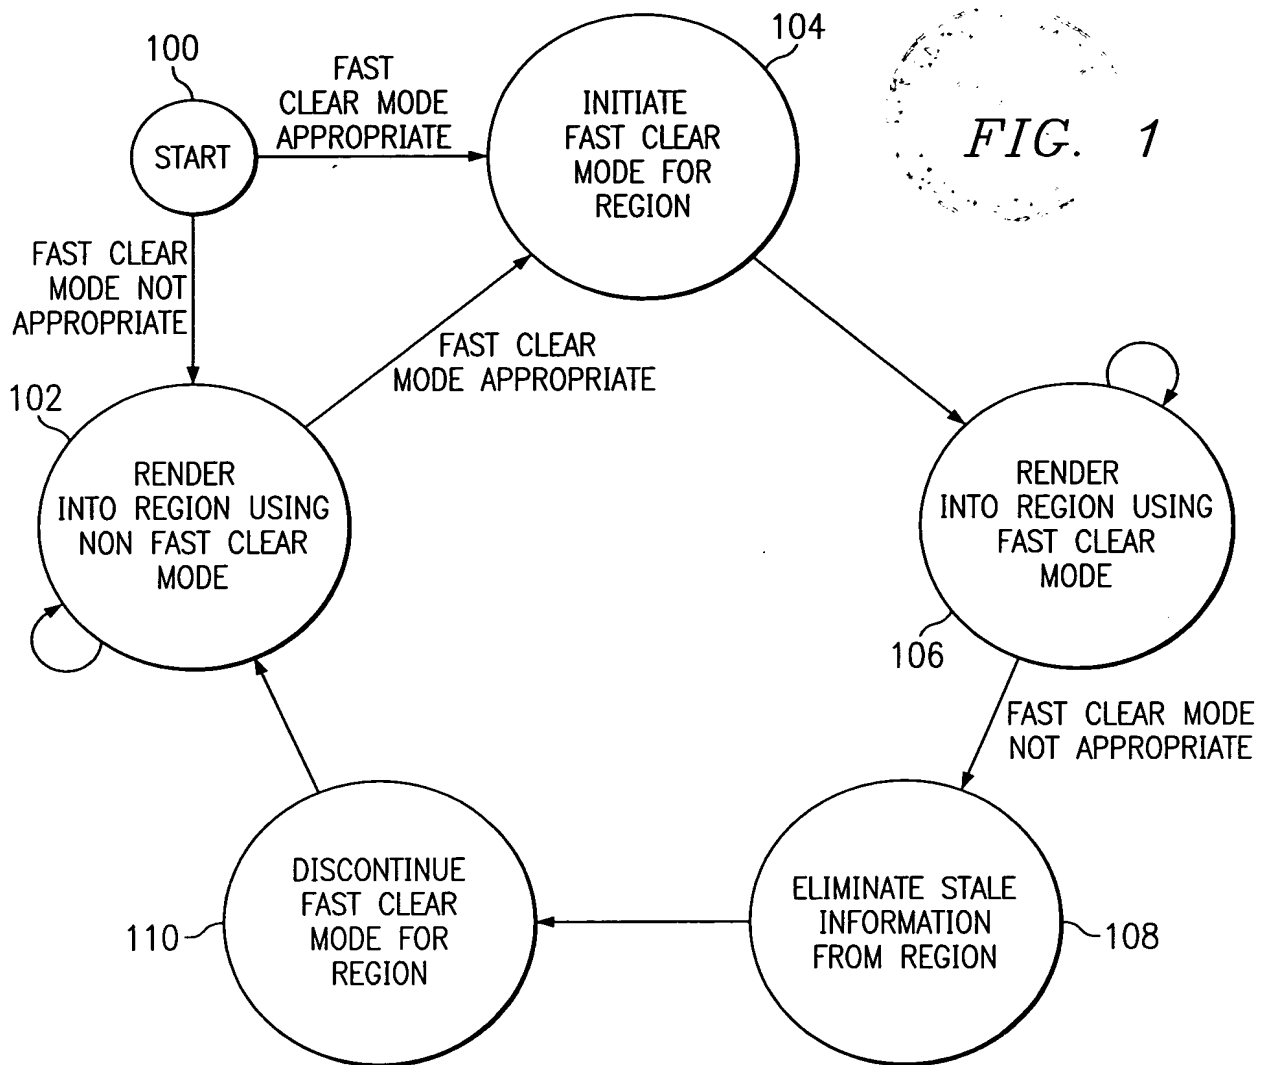 100
FAST
CLEAR MODE
APPROPRIATE
104
START
INITIATE
FAST CLEAR
MODE FOR
REGION
FIG. 1
FAST CLEAR
MODE NOT
APPROPRIATE
FAST CLEAR
MODE APPROPRIATE
102
RENDER
INTO REGION USING
NON FAST CLEAR
MODE
RENDER
INTO REGION USING
FAST CLEAR
MODE
106
FAST CLEAR MODE
NOT APPROPRIATE
DISCONTINUE
FAST CLEAR
MODE FOR
REGION
110
ELIMINATE STALE
INFORMATION
FROM REGION
108